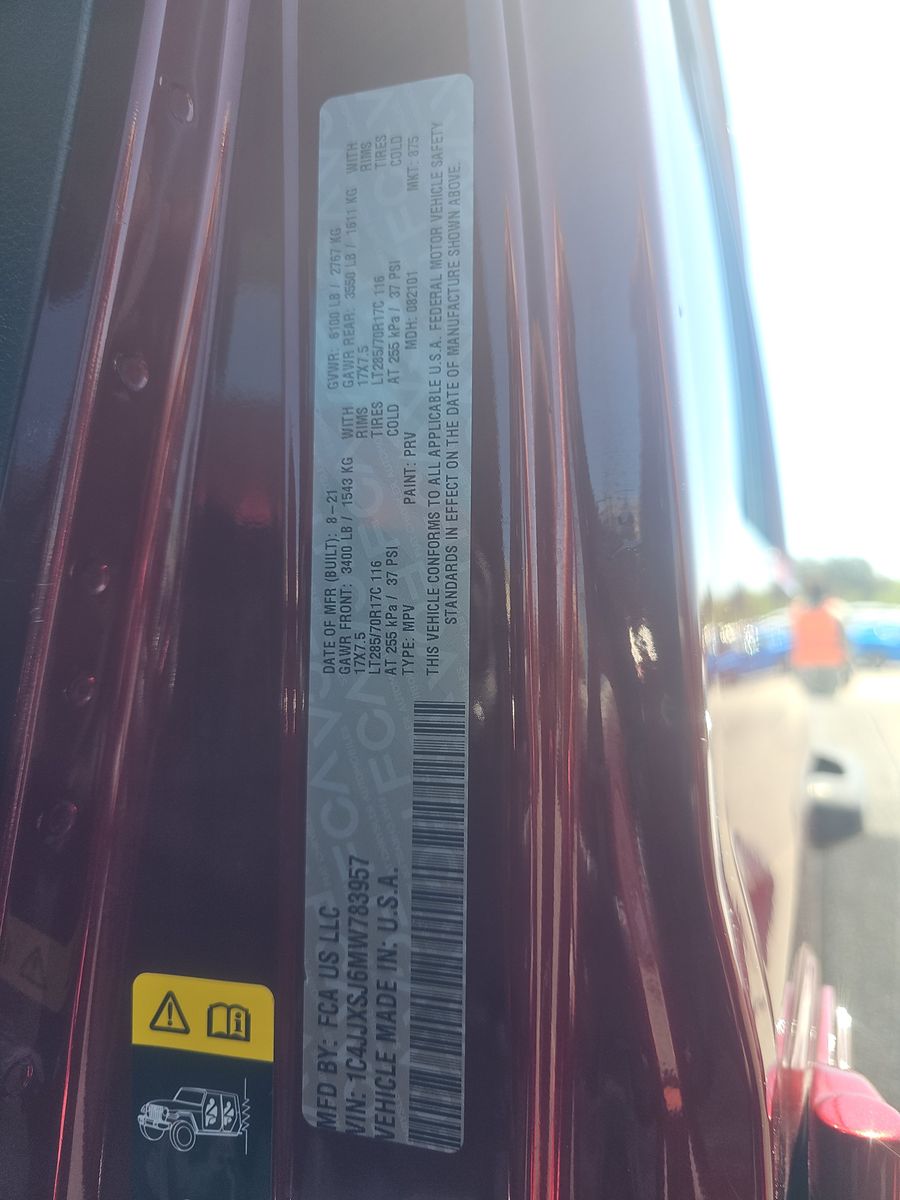 MFD BY: FCA US LLC
VIN: 1C4JJXSJ6MW783957
VEHICLE MADE IN: U.S.A.
DATE OF MFR (BUILT): 8-21 GVWR: 6100 LB / 2767 KG
GAWR FRONT: 3400 LB / 1543 KG WITH GAWR REAR: 3550 LB / 1611 KG WITH
17X7.5 RIMS 17X7.5 RIMS
LT285/70R17C 116 TIRES LT285/70R17C 116 TIRES
AT 255 kPa / 37 PSI COLD AT 255 kPa / 37 PSI COLD
TYPE: MPV PAINT: PRV MDH: 082101 MKT: 875
THIS VEHICLE CONFORMS TO ALL APPLICABLE U.S.A. FEDERAL MOTOR VEHICLE SAFETY
STANDARDS IN EFFECT ON THE DATE OF MANUFACTURE SHOWN ABOVE.